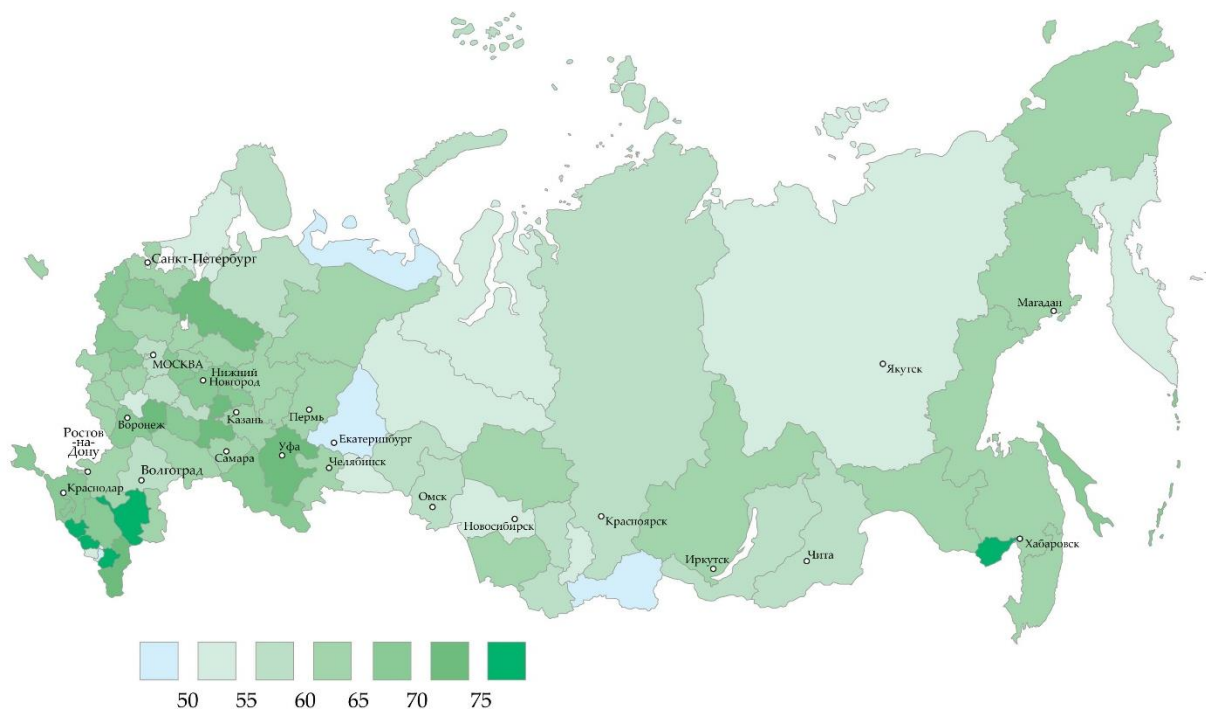 Санкт-Петербург
Магадан
МОСКВА
Якутск
Нижний
Новгород
Пермь
Казань
Воронеж
Ростов
-на-
Дону
Екатеринбург
Уфа
Самара
Челябинск
Волгоград
Краснодар
Омск
Новосибирск
Красноярск
Иркутск
Чита
Хабаровск
50 55 60 65 70 75